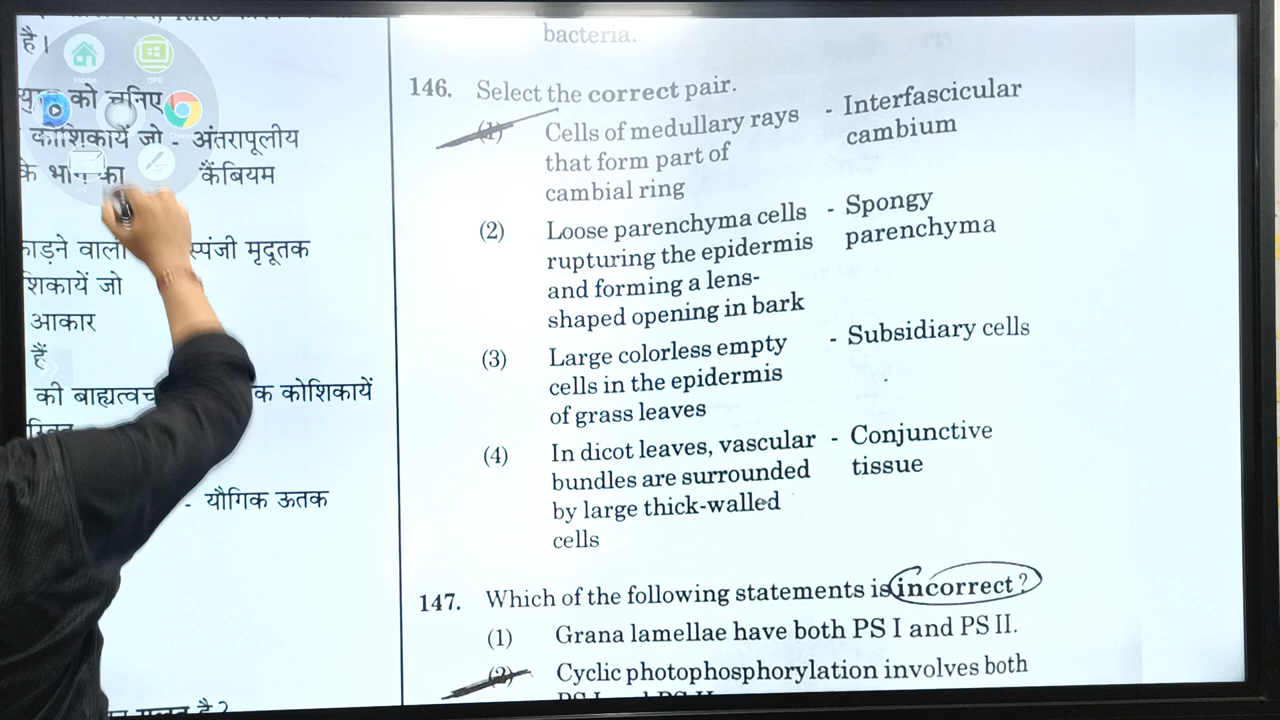 है।
को चुनिए
कोशिकायें जो - अंतरापूलीय
के भाग का कैंबियम
वाली स्पंजी मृदूतक
जो
आकार
हैं
की बाह्यत्वच क कोशिकायें
- यौगिक ऊतक
है?
Home
OPS
bacteria.
146. Select the correct pair.
(1) Cells of medullary rays - Interfascicular
that form part of cambium
cambial ring
(2) Loose parenchyma cells - Spongy
rupturing the epidermis parenchyma
and forming a lens-
shaped opening in bark
(3) Large colorless empty - Subsidiary cells
cells in the epidermis
of grass leaves
(4) In dicot leaves, vascular - Conjunctive
bundles are surrounded tissue
by large thick-walled
cells
147. Which of the following statements is incorrect?
(1) Grana lamellae have both PS I and PS II.
(2) Cyclic photophosphorylation involves both